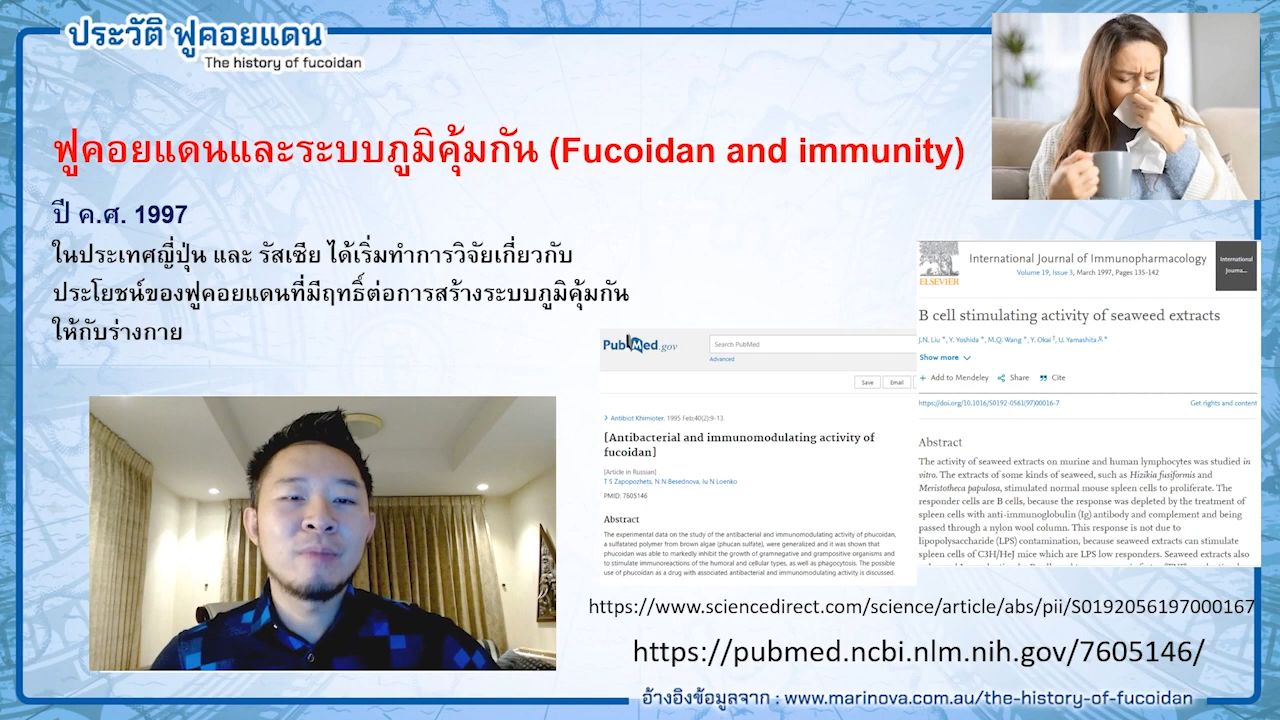 ประวัติ ฟูคอยแดน
The history of fucoidan
ฟูคอยแดนและระบบภูมิคุ้มกัน (Fucoidan and immunity)
ปี ค.ศ. 1997
ในประเทศญี่ปุ่น และ รัสเซีย ได้เริ่มทำการวิจัยเกี่ยวกับ
ประโยชน์ของฟูคอยแดนที่มีฤทธิ์ต่อการสร้างระบบภูมิคุ้มกัน
ให้กับร่างกาย
PubMed.gov
Search PubMed
Advanced
Save Email
Antibiot Khimioter. 1995 Feb;40(2):9-13.
[Antibacterial and immunomodulating activity of
fucoidan]
[Article in Russian]
T S Zapopozhets, N N Besednova, Iu N Loenko
PMID: 7605146
Abstract
The experimental data on the study of the antibacterial and immunomodulating activity of phucoidan,
a sulfatated polymer from brown algae (phucan sulfate), were generalized and it was shown that
phucoidan was able to markedly inhibit the growth of gramnegative and grampositive organisms and
to stimulate immunoreactions of the humoral and cellular types, as well as phagocytosis. The possible
use of phucoidan as a drug with associated antibacterial and immunomodulating activity is discussed.
ELSEVIER
International Journal of Immunopharmacology
Volume 19, Issue 3, March 1997, Pages 135-142
International
Journa...
B cell stimulating activity of seaweed extracts
J.N. Liu *, Y. Yoshida *, M.Q. Wang *, Y. Okai †, U. Yamashita *
Show more
+ Add to Mendeley Share Cite
https://doi.org/10.1016/S0192-0561(97)00016-7
Get rights and content
Abstract
The activity of seaweed extracts on murine and human lymphocytes was studied in
vitro. The extracts of some kinds of seaweed, such as Hizikia fusiformis and
Meristotheca papulosa, stimulated normal mouse spleen cells to proliferate. The
responder cells are B cells, because the response was depleted by the treatment of
spleen cells with anti-immunoglobulin (Ig) antibody and complement and being
passed through a nylon wool column. This response is not due to
lipopolysaccharide (LPS) contamination, because seaweed extracts can stimulate
spleen cells of C3H/HeJ mice which are LPS low responders. Seaweed extracts also
https://www.sciencedirect.com/science/article/abs/pii/S0192056197000167
https://pubmed.ncbi.nlm.nih.gov/7605146/
อ้างอิงข้อมูลจาก : www.marinova.com.au/the-history-of-fucoidan